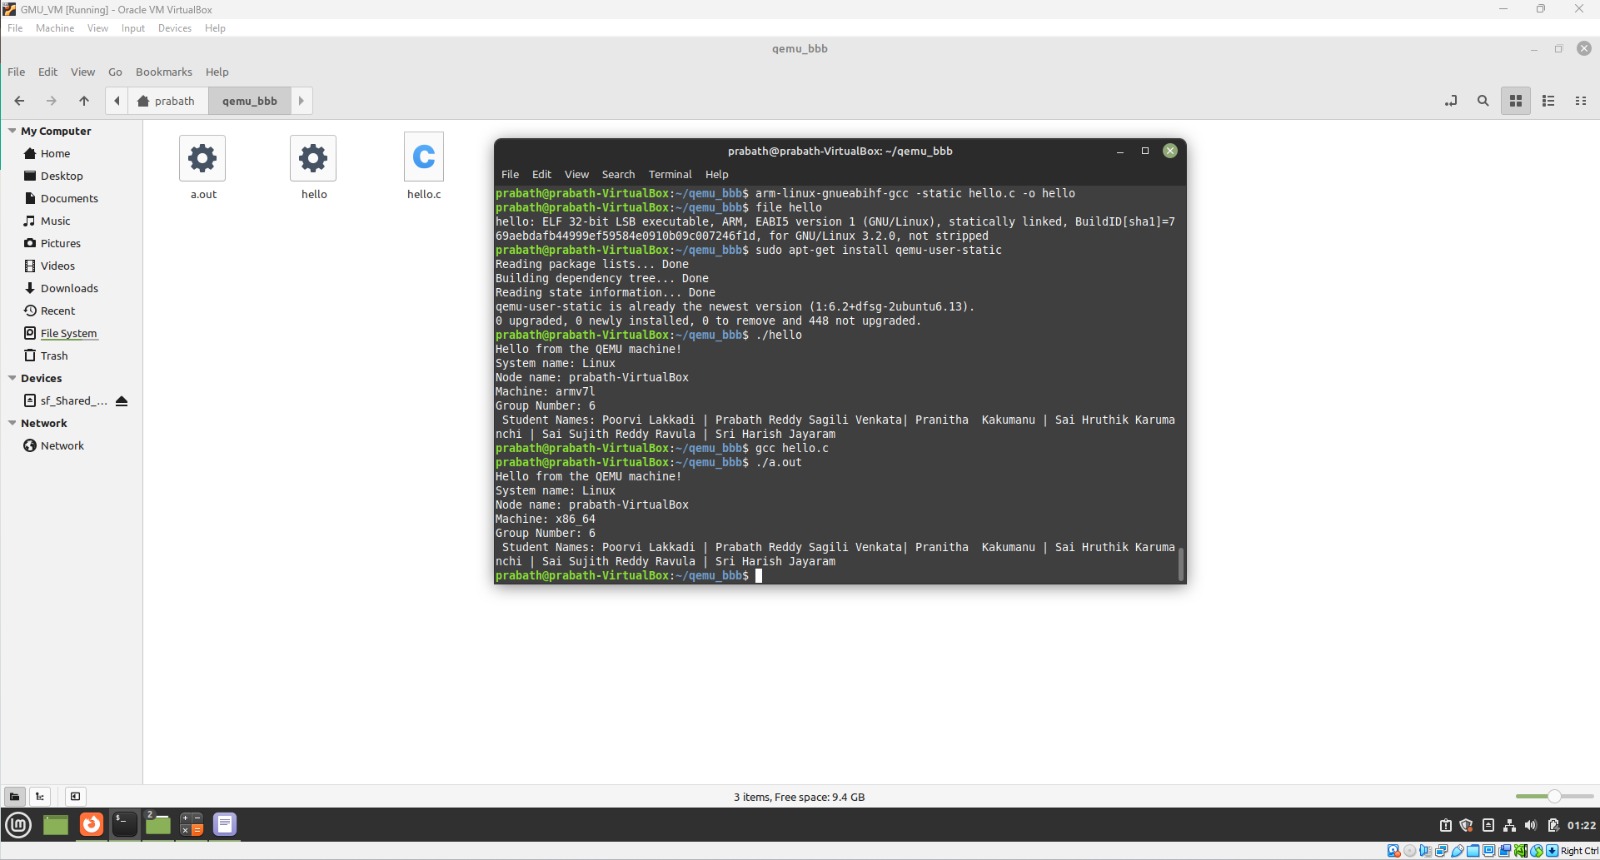 GMU_VM [Running] - Oracle VM VirtualBox
File Machine View Input Devices Help
qemu_bbb
File Edit View Go Bookmarks Help
prabath qemu_bbb
My Computer
Home
Desktop
Documents
Music
Pictures
Videos
Downloads
Recent
File System
Trash
Devices
sf_Shared_...
Network
Network
a.out hello hello.c
prabath@prabath-VirtualBox: ~/qemu_bbb
File Edit View Search Terminal Help
prabath@prabath-VirtualBox:~/qemu_bbb$ arm-linux-gnueabihf-gcc -static hello.c -o hello
prabath@prabath-VirtualBox:~/qemu_bbb$ file hello
hello: ELF 32-bit LSB executable, ARM, EABI5 version 1 (GNU/Linux), statically linked, BuildID[sha1]=7
69aebdafb44999ef59584e0910b09c007246f1d, for GNU/Linux 3.2.0, not stripped
prabath@prabath-VirtualBox:~/qemu_bbb$ sudo apt-get install qemu-user-static
Reading package lists... Done
Building dependency tree... Done
Reading state information... Done
qemu-user-static is already the newest version (1:6.2+dfsg-2ubuntu6.13).
0 upgraded, 0 newly installed, 0 to remove and 448 not upgraded.
prabath@prabath-VirtualBox:~/qemu_bbb$ ./hello
Hello from the QEMU machine!
System name: Linux
Node name: prabath-VirtualBox
Machine: armv7l
Group Number: 6
Student Names: Poorvi Lakkadi | Prabath Reddy Sagili Venkata| Pranitha  Kakumanu | Sai Hruthik Karuma
nchi | Sai Sujith Reddy Ravula | Sri Harish Jayaram
prabath@prabath-VirtualBox:~/qemu_bbb$ gcc hello.c
prabath@prabath-VirtualBox:~/qemu_bbb$ ./a.out
Hello from the QEMU machine!
System name: Linux
Node name: prabath-VirtualBox
Machine: x86_64
Group Number: 6
Student Names: Poorvi Lakkadi | Prabath Reddy Sagili Venkata| Pranitha  Kakumanu | Sai Hruthik Karuma
nchi | Sai Sujith Reddy Ravula | Sri Harish Jayaram
prabath@prabath-VirtualBox:~/qemu_bbb$
3 items, Free space: 9.4 GB
2
01:22
Right Ctrl